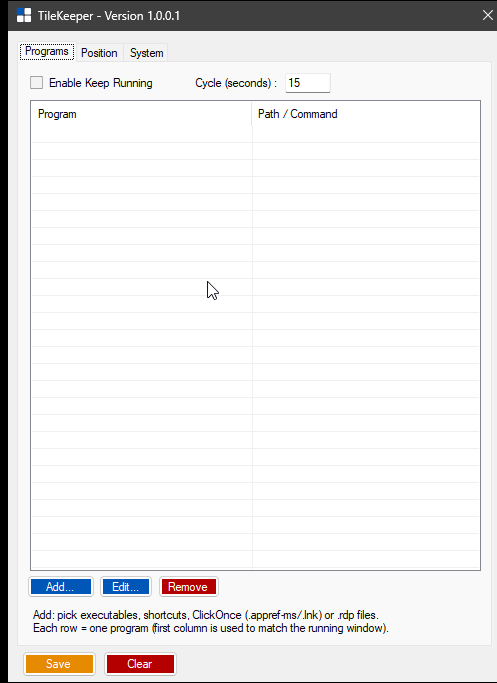 TileKeeper - Version 1.0.0.1
Programs Position System
Enable Keep Running Cycle (seconds) : 15
Program Path / Command
Add... Edit... Remove
Add: pick executables, shortcuts, ClickOnce (.appref-ms/.lnk) or .rdp files.
Each row = one program (first column is used to match the running window).
Save Clear